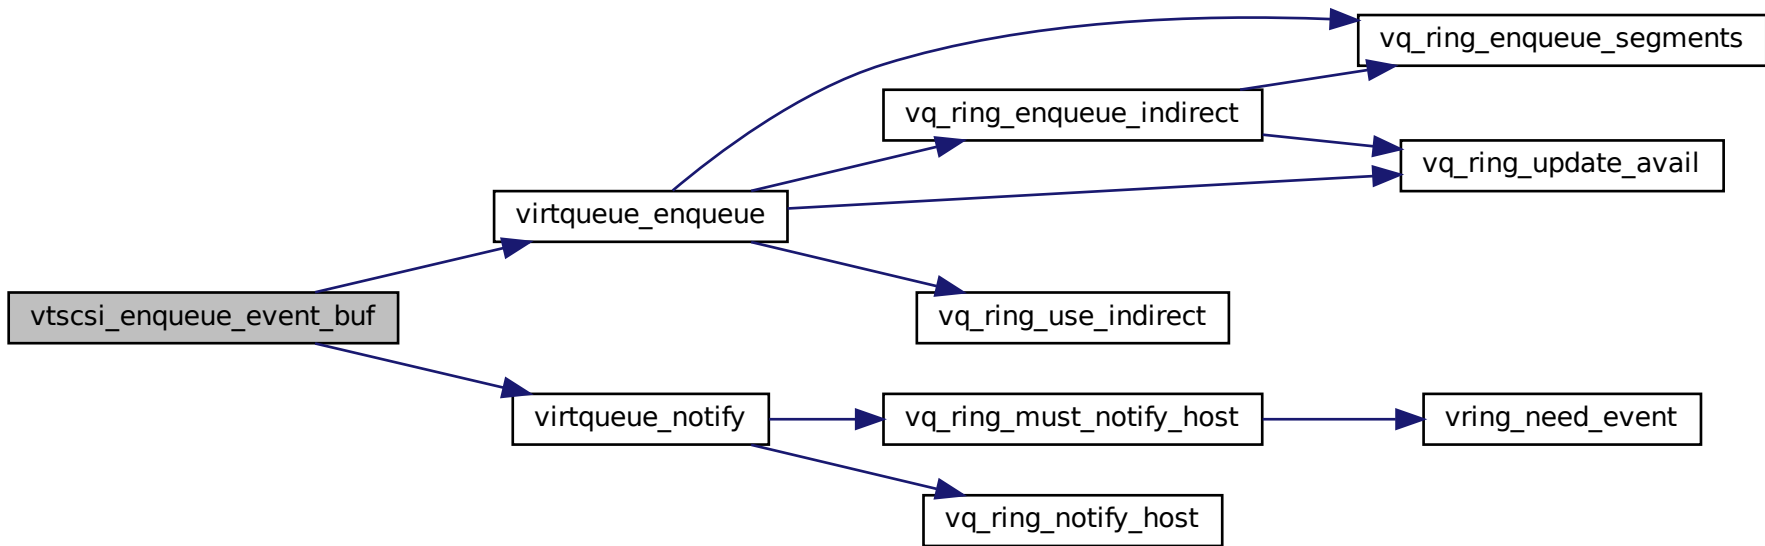 vq_ring_enqueue_segments
vq_ring_enqueue_indirect
vq_ring_update_avail
virtqueue_enqueue
vq_ring_use_indirect
vtscsi_enqueue_event_buf
virtqueue_notify
vq_ring_must_notify_host
vring_need_event
vq_ring_notify_host